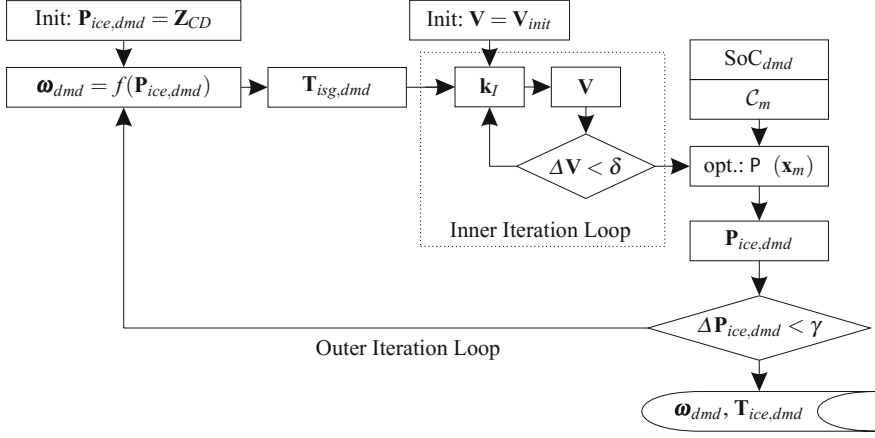 Init: P_ice,dmd = Z_CD
Init: V = V_init
ω_dmd = f(P_ice,dmd)
T_isg,dmd
k_I
V
SoC_dmd
𝒞_m
ΔV < δ
opt.: P (x_m)
Inner Iteration Loop
P_ice,dmd
ΔP_ice,dmd < γ
Outer Iteration Loop
ω_dmd, T_ice,dmd